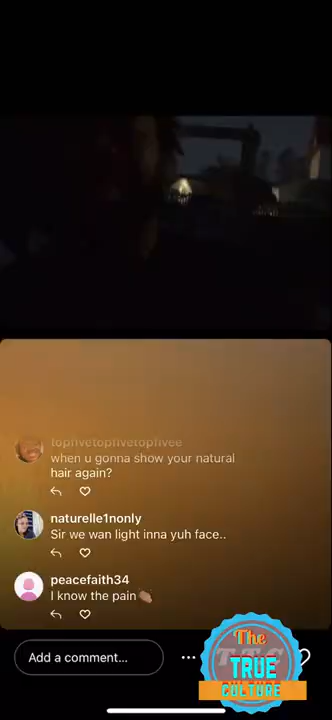 topfivetopfivetopfivee
when u gonna show your natural
hair again?
naturelle1nonly
Sir we wan light inna yuh face..
peacefaith34
I know the pain👏🏽
Add a comment...
The
TRUE
CULTURE